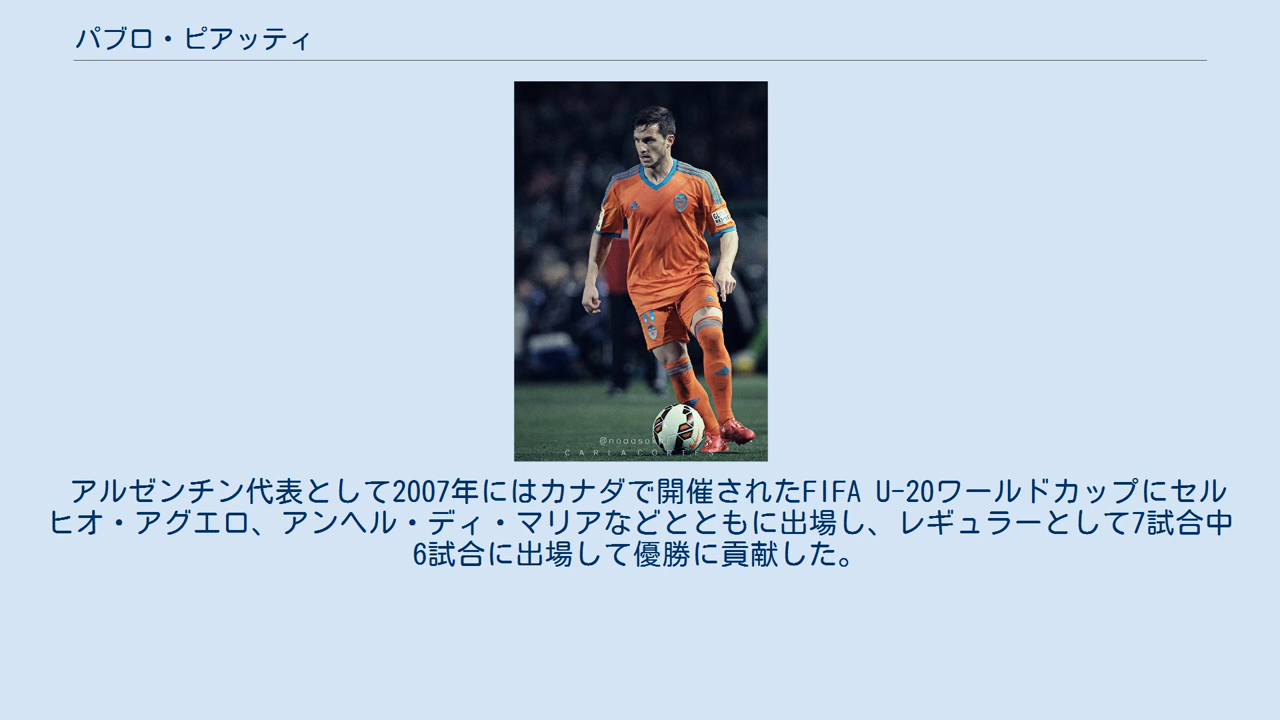 パブロ・ピアッティ
@nogasok
アルゼンチン代表として2007年にはカナダで開催されたFIFA U-20ワールドカップにセル
ヒオ・アグエロ、アンヘル・ディ・マリアなどとともに出場し、レギュラーとして7試合中
6試合に出場して優勝に貢献した。